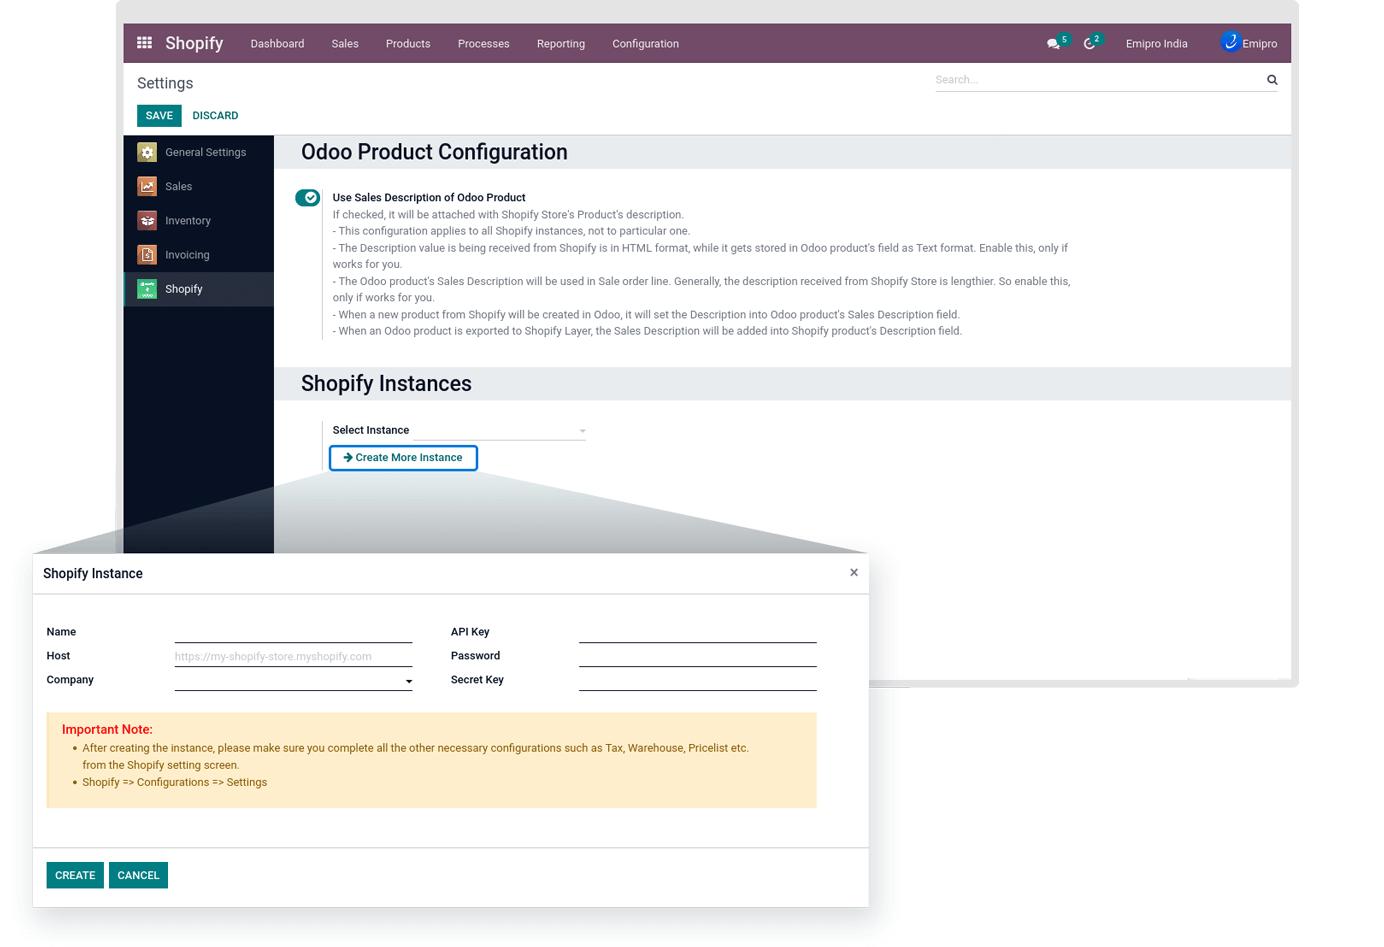 Shopify Dashboard Sales Products Processes Reporting Configuration 5 2 Emipro India Emipro
Settings
Search...
SAVE DISCARD
General Settings
Sales
Inventory
Invoicing
Shopify
Odoo Product Configuration
Use Sales Description of Odoo Product
If checked, it will be attached with Shopify Store's Product's description.
- This configuration applies to all Shopify instances, not to particular one.
- The Description value is being received from Shopify is in HTML format, while it gets stored in Odoo product's field as Text format. Enable this, only if
works for you.
- The Odoo product's Sales Description will be used in Sale order line. Generally, the description received from Shopify Store is lengthier. So enable this,
only if works for you.
- When a new product from Shopify will be created in Odoo, it will set the Description into Odoo product's Sales Description field.
- When an Odoo product is exported to Shopify Layer, the Sales Description will be added into Shopify product's Description field.
Shopify Instances
Select Instance
Create More Instance
Shopify Instance
×
Name
Host https://my-shopify-store.myshopify.com
Company
API Key
Password
Secret Key
Important Note:
• After creating the instance, please make sure you complete all the other necessary configurations such as Tax, Warehouse, Pricelist etc.
from the Shopify setting screen.
• Shopify => Configurations => Settings
CREATE CANCEL